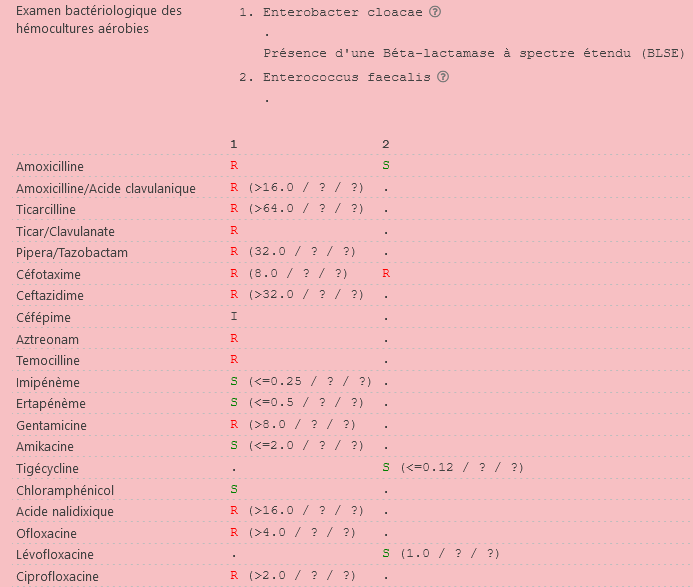 Examen bactériologique des
hémocultures aérobies
1. Enterobacter cloacae ?
.
Présence d'une Béta-lactamase à spectre étendu (BLSE)
2. Enterococcus faecalis ?
.
1 2
Amoxicilline R S
Amoxicilline/Acide clavulanique R (>16.0 / ? / ?) .
Ticarcilline R (>64.0 / ? / ?) .
Ticar/Clavulanate R .
Pipera/Tazobactam R (32.0 / ? / ?) .
Céfotaxime R (8.0 / ? / ?) R
Ceftazidime R (>32.0 / ? / ?) .
Céfépime I .
Aztreonam R .
Temocilline R .
Imipénème S (<=0.25 / ? / ?) .
Ertapénème S (<=0.5 / ? / ?) .
Gentamicine R (>8.0 / ? / ?) .
Amikacine S (<=2.0 / ? / ?) .
Tigécycline . S (<=0.12 / ? / ?)
Chloramphénicol S .
Acide nalidixique R (>16.0 / ? / ?) .
Ofloxacine R (>4.0 / ? / ?) .
Lévofloxacine . S (1.0 / ? / ?)
Ciprofloxacine R (>2.0 / ? / ?) .